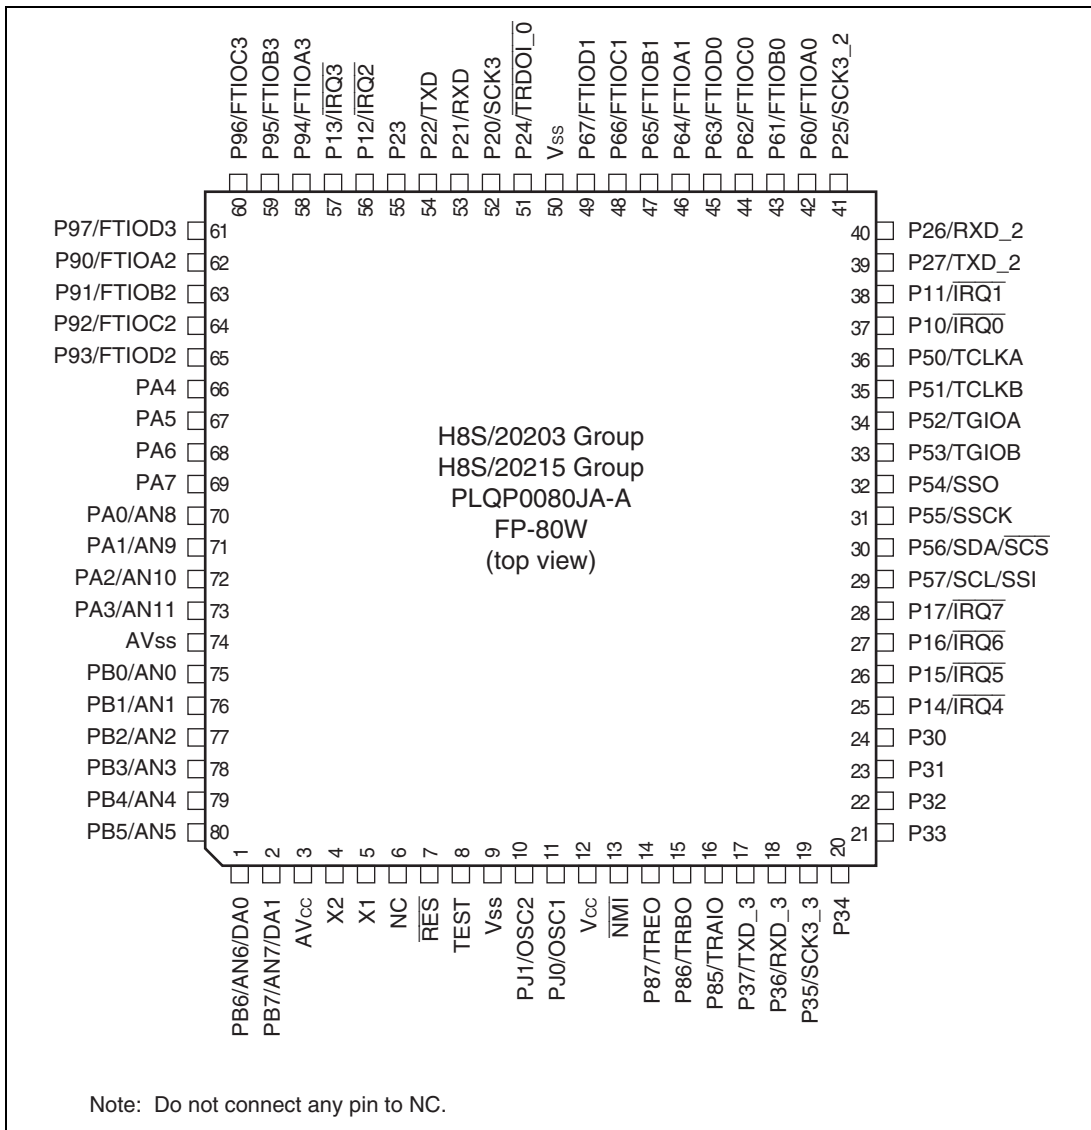 P96/FTIOC3
P95/FTIOB3
P94/FTIOA3
P13/IRQ3
P12/IRQ2
P23
P22/TXD
P21/RXD
P20/SCK3
P24/TRDOI_0
Vss
P67/FTIOD1
P66/FTIOC1
P65/FTIOB1
P64/FTIOA1
P63/FTIOD0
P62/FTIOC0
P61/FTIOB0
P60/FTIOA0
P25/SCK3_2
60 59 58 57 56 55 54 53 52 51 50 49 48 47 46 45 44 43 42 41
P97/FTIOD3 61
P90/FTIOA2 62
P91/FTIOB2 63
P92/FTIOC2 64
P93/FTIOD2 65
PA4 66
PA5 67
PA6 68
PA7 69
PA0/AN8 70
PA1/AN9 71
PA2/AN10 72
PA3/AN11 73
AVss 74
PB0/AN0 75
PB1/AN1 76
PB2/AN2 77
PB3/AN3 78
PB4/AN4 79
PB5/AN5 80
H8S/20203 Group
H8S/20215 Group
PLQP0080JA-A
FP-80W
(top view)
40 P26/RXD_2
39 P27/TXD_2
38 P11/IRQ1
37 P10/IRQ0
36 P50/TCLKA
35 P51/TCLKB
34 P52/TGIOA
33 P53/TGIOB
32 P54/SSO
31 P55/SSCK
30 P56/SDA/SCS
29 P57/SCL/SSI
28 P17/IRQ7
27 P16/IRQ6
26 P15/IRQ5
25 P14/IRQ4
24 P30
23 P31
22 P32
21 P33
1 2 3 4 5 6 7 8 9 10 11 12 13 14 15 16 17 18 19 20
PB6/AN6/DA0
PB7/AN7/DA1
AVcc
X2
X1
NC
RES
TEST
Vss
PJ1/OSC2
PJ0/OSC1
Vcc
NMI
P87/TREO
P86/TRBO
P85/TRAIO
P37/TXD_3
P36/RXD_3
P35/SCK3_3
P34
Note: Do not connect any pin to NC.